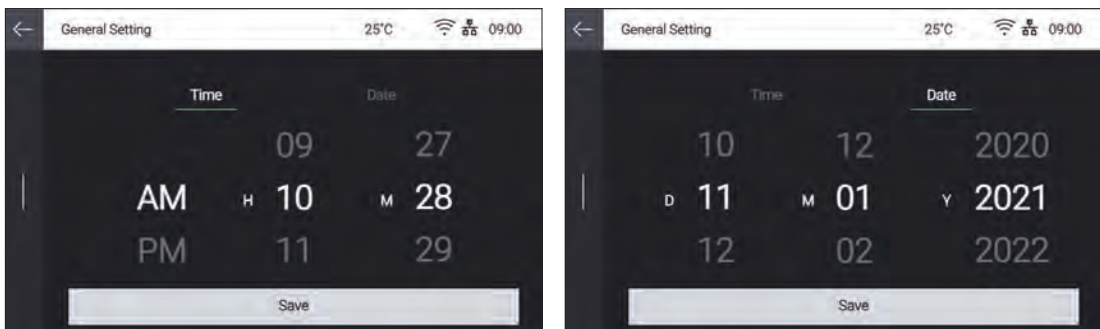 General Setting 25°C 09:00
Time Date
09 27
AM H 10 M 28
PM 11 29
Save
General Setting 25°C 09:00
Time Date
10 12 2020
D 11 M 01 Y 2021
12 02 2022
Save